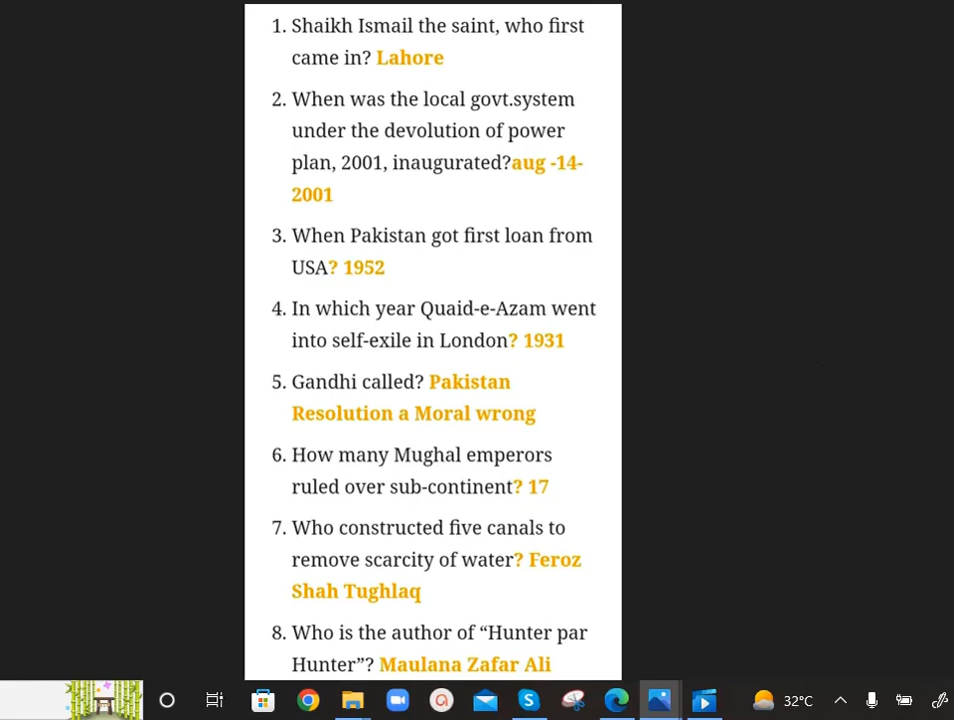 1. Shaikh Ismail the saint, who first
came in? Lahore
2. When was the local govt.system
under the devolution of power
plan, 2001, inaugurated?aug -14-
2001
3. When Pakistan got first loan from
USA? 1952
4. In which year Quaid-e-Azam went
into self-exile in London? 1931
5. Gandhi called? Pakistan
Resolution a Moral wrong
6. How many Mughal emperors
ruled over sub-continent? 17
7. Who constructed five canals to
remove scarcity of water? Feroz
Shah Tughlaq
8. Who is the author of “Hunter par
Hunter”? Maulana Zafar Ali
32°C